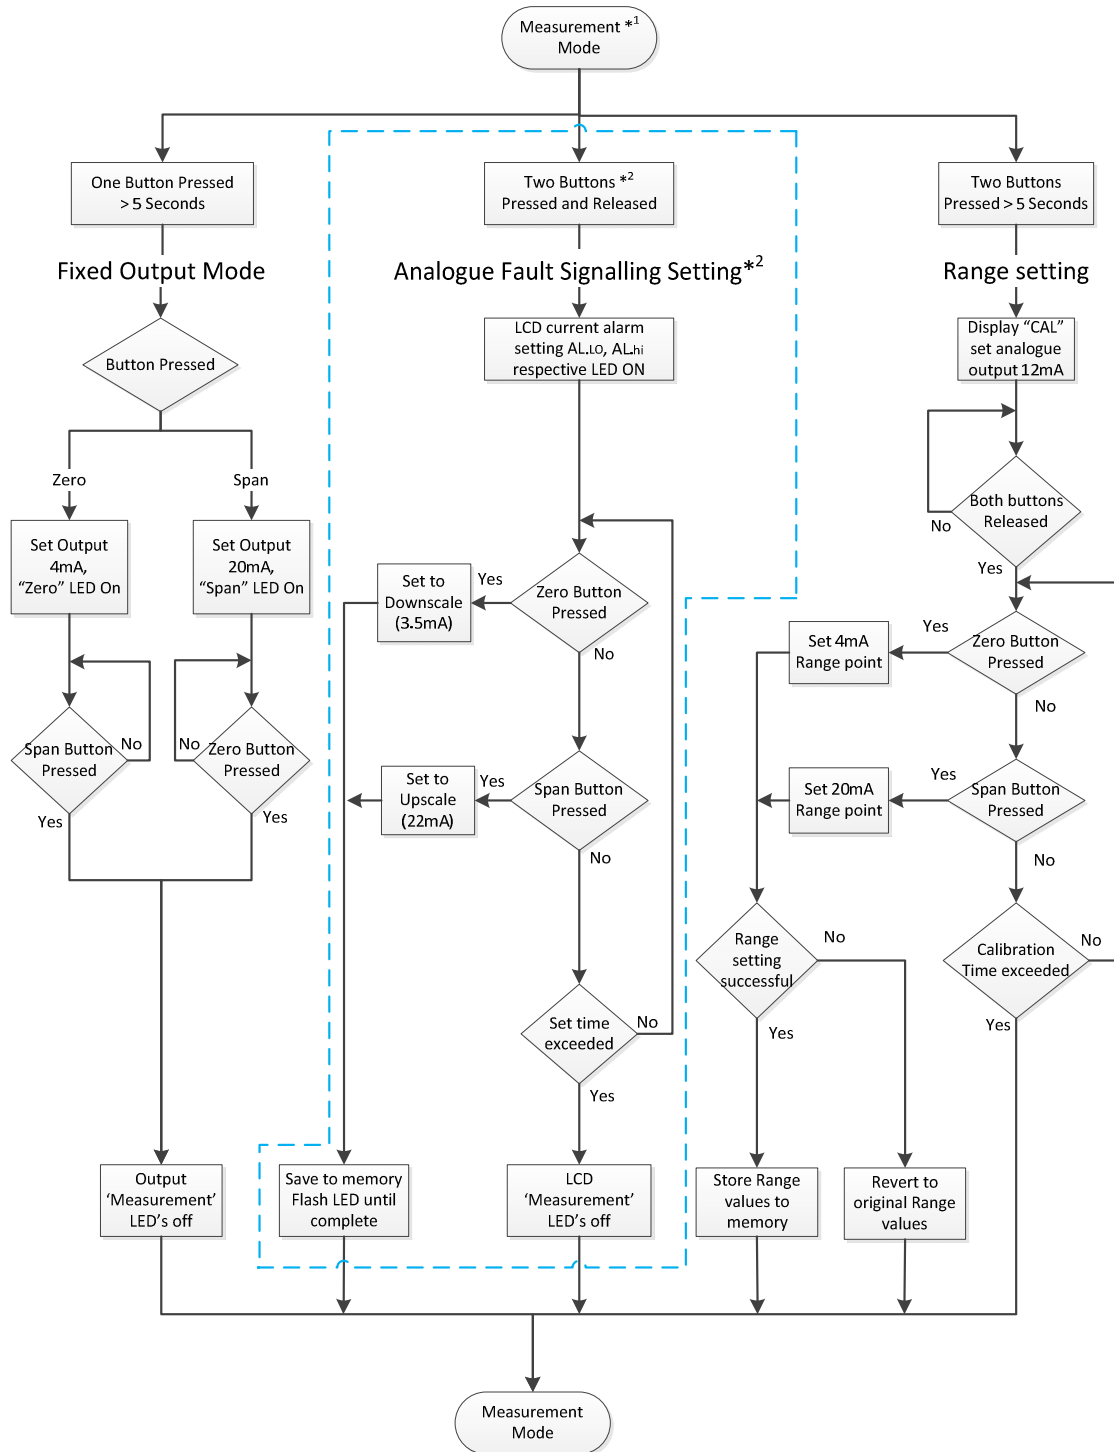 Measurement *1
Mode
One Button Pressed
> 5 Seconds
Two Buttons *2
Pressed and Released
Two Buttons
Pressed > 5 Seconds
Fixed Output Mode
Analogue Fault Signalling Setting*2
Range setting
Button Pressed
LCD current alarm
setting AL.LO, AL.hi
respective LED ON
Display “CAL”
set analogue
output 12mA
Zero
Span
Both buttons
Released
No
Yes
Set Output
4mA,
“Zero” LED On
Set Output
20mA,
“Span” LED On
Set to
Downscale
(3.5mA)
Yes
Zero Button
Pressed
No
Set 4mA
Range point
Yes
Zero Button
Pressed
No
Span Button
Pressed
No
Yes
No
Zero Button
Pressed
Yes
Set to
Upscale
(22mA)
Yes
Span Button
Pressed
No
Set 20mA
Range point
Yes
Span Button
Pressed
No
Set time
exceeded
No
Yes
Range
setting
successful
No
Yes
Calibration
Time exceeded
No
Yes
Output
‘Measurement’
LED’s off
Save to memory
Flash LED until
complete
LCD
‘Measurement’
LED’s off
Store Range
values to
memory
Revert to
original Range
values
Measurement
Mode